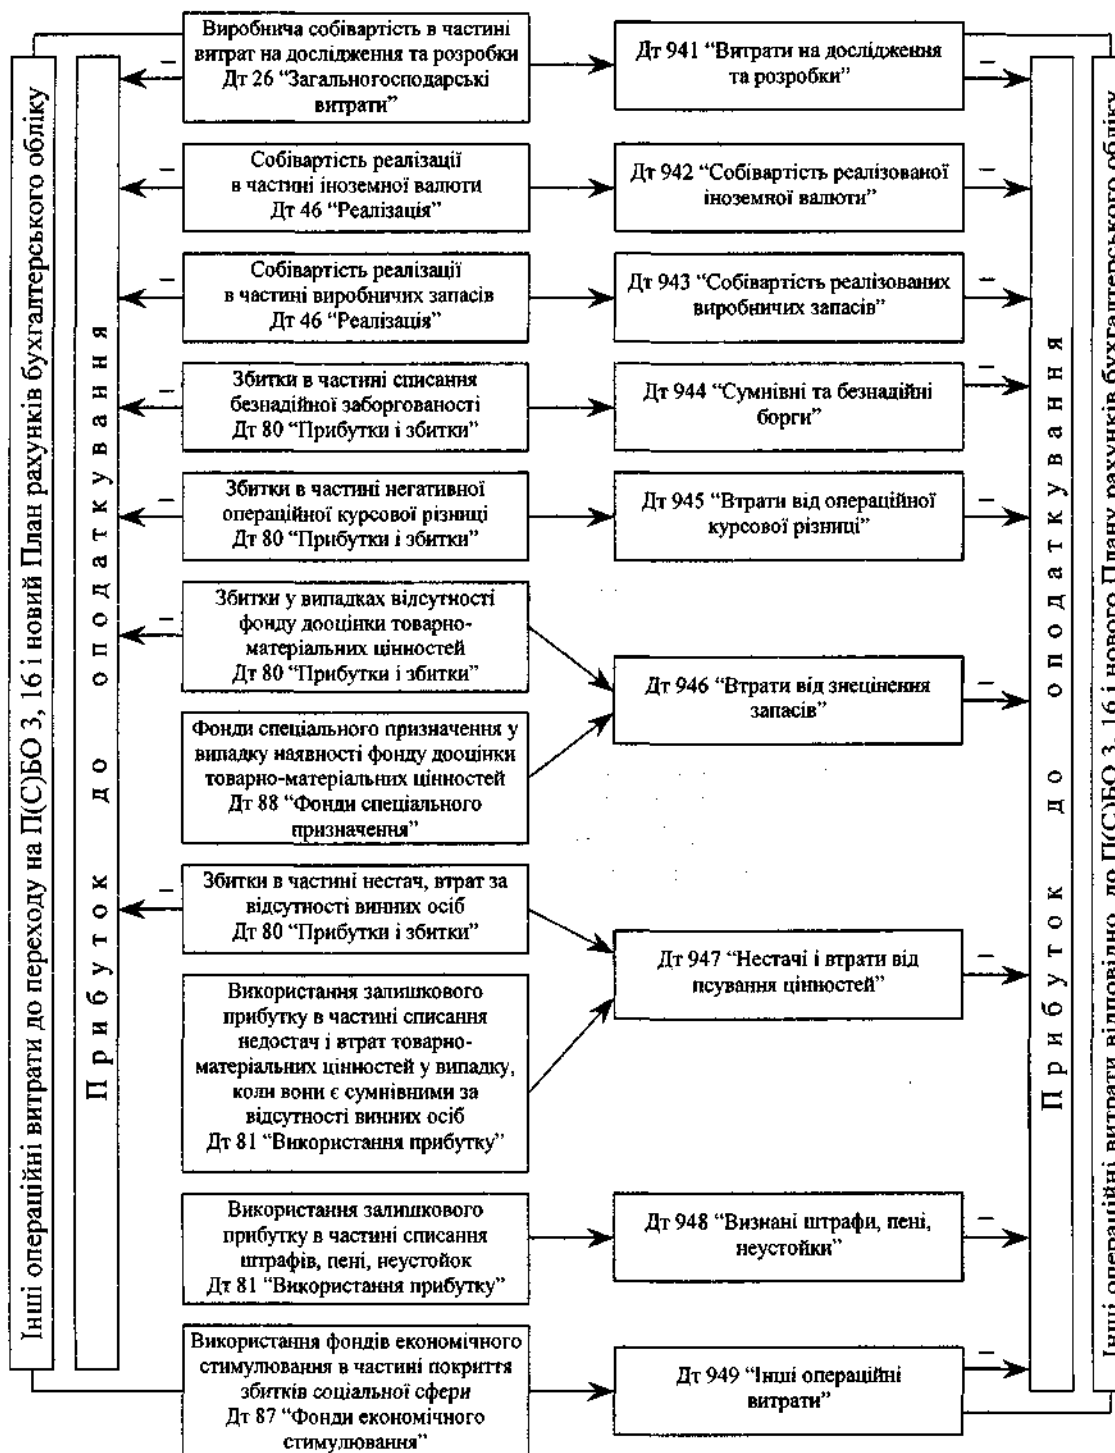 Інші операційні витрати до переходу на П(С)БО 3, 16 і новий План рахунків бухгалтерського обліку
Прибуток до оподаткування
Виробнича собівартість в частині
витрат на дослідження та розробки
Дт 26 “Загальногосподарські
витрати”
Дт 941 “Витрати на дослідження
та розробки”
Собівартість реалізації
в частині іноземної валюти
Дт 46 “Реалізація”
Дт 942 “Собівартість реалізованої
іноземної валюти”
Собівартість реалізації
в частині виробничих запасів
Дт 46 “Реалізація”
Дт 943 “Собівартість реалізованих
виробничих запасів”
Збитки в частині списання
безнадійної заборгованості
Дт 80 “Прибутки і збитки”
Дт 944 “Сумнівні та безнадійні
борги”
Збитки в частині негативної
операційної курсової різниці
Дт 80 “Прибутки і збитки”
Дт 945 “Втрати від операційної
курсової різниці”
Збитки у випадках відсутності
фонду дооцінки товарно-
матеріальних цінностей
Дт 80 “Прибутки і збитки”
Фонди спеціального призначення у
випадку наявності фонду дооцінки
товарно-матеріальних цінностей
Дт 88 “Фонди спеціального
призначення”
Дт 946 “Втрати від знецінення
запасів”
Збитки в частині нестач, втрат за
відсутності винних осіб
Дт 80 “Прибутки і збитки”
Використання залишкового
прибутку в частині списання
недостач і втрат товарно-
матеріальних цінностей у випадку,
коли вони є сумнівними за
відсутності винних осіб
Дт 81 “Використання прибутку”
Дт 947 “Нестачі і втрати від
псування цінностей”
Використання залишкового
прибутку в частині списання
штрафів, пені, неустойок
Дт 81 “Використання прибутку”
Дт 948 “Визнані штрафи, пені,
неустойки”
Використання фондів економічного
стимулювання в частині покриття
збитків соціальної сфери
Дт 87 “Фонди економічного
стимулювання”
Дт 949 “Інші операційні
витрати”
Прибуток до оподаткування
Інші операційні витрати відповідно до П(С)БО 3, 16 і нового Плану рахунків бухгалтерського обліку